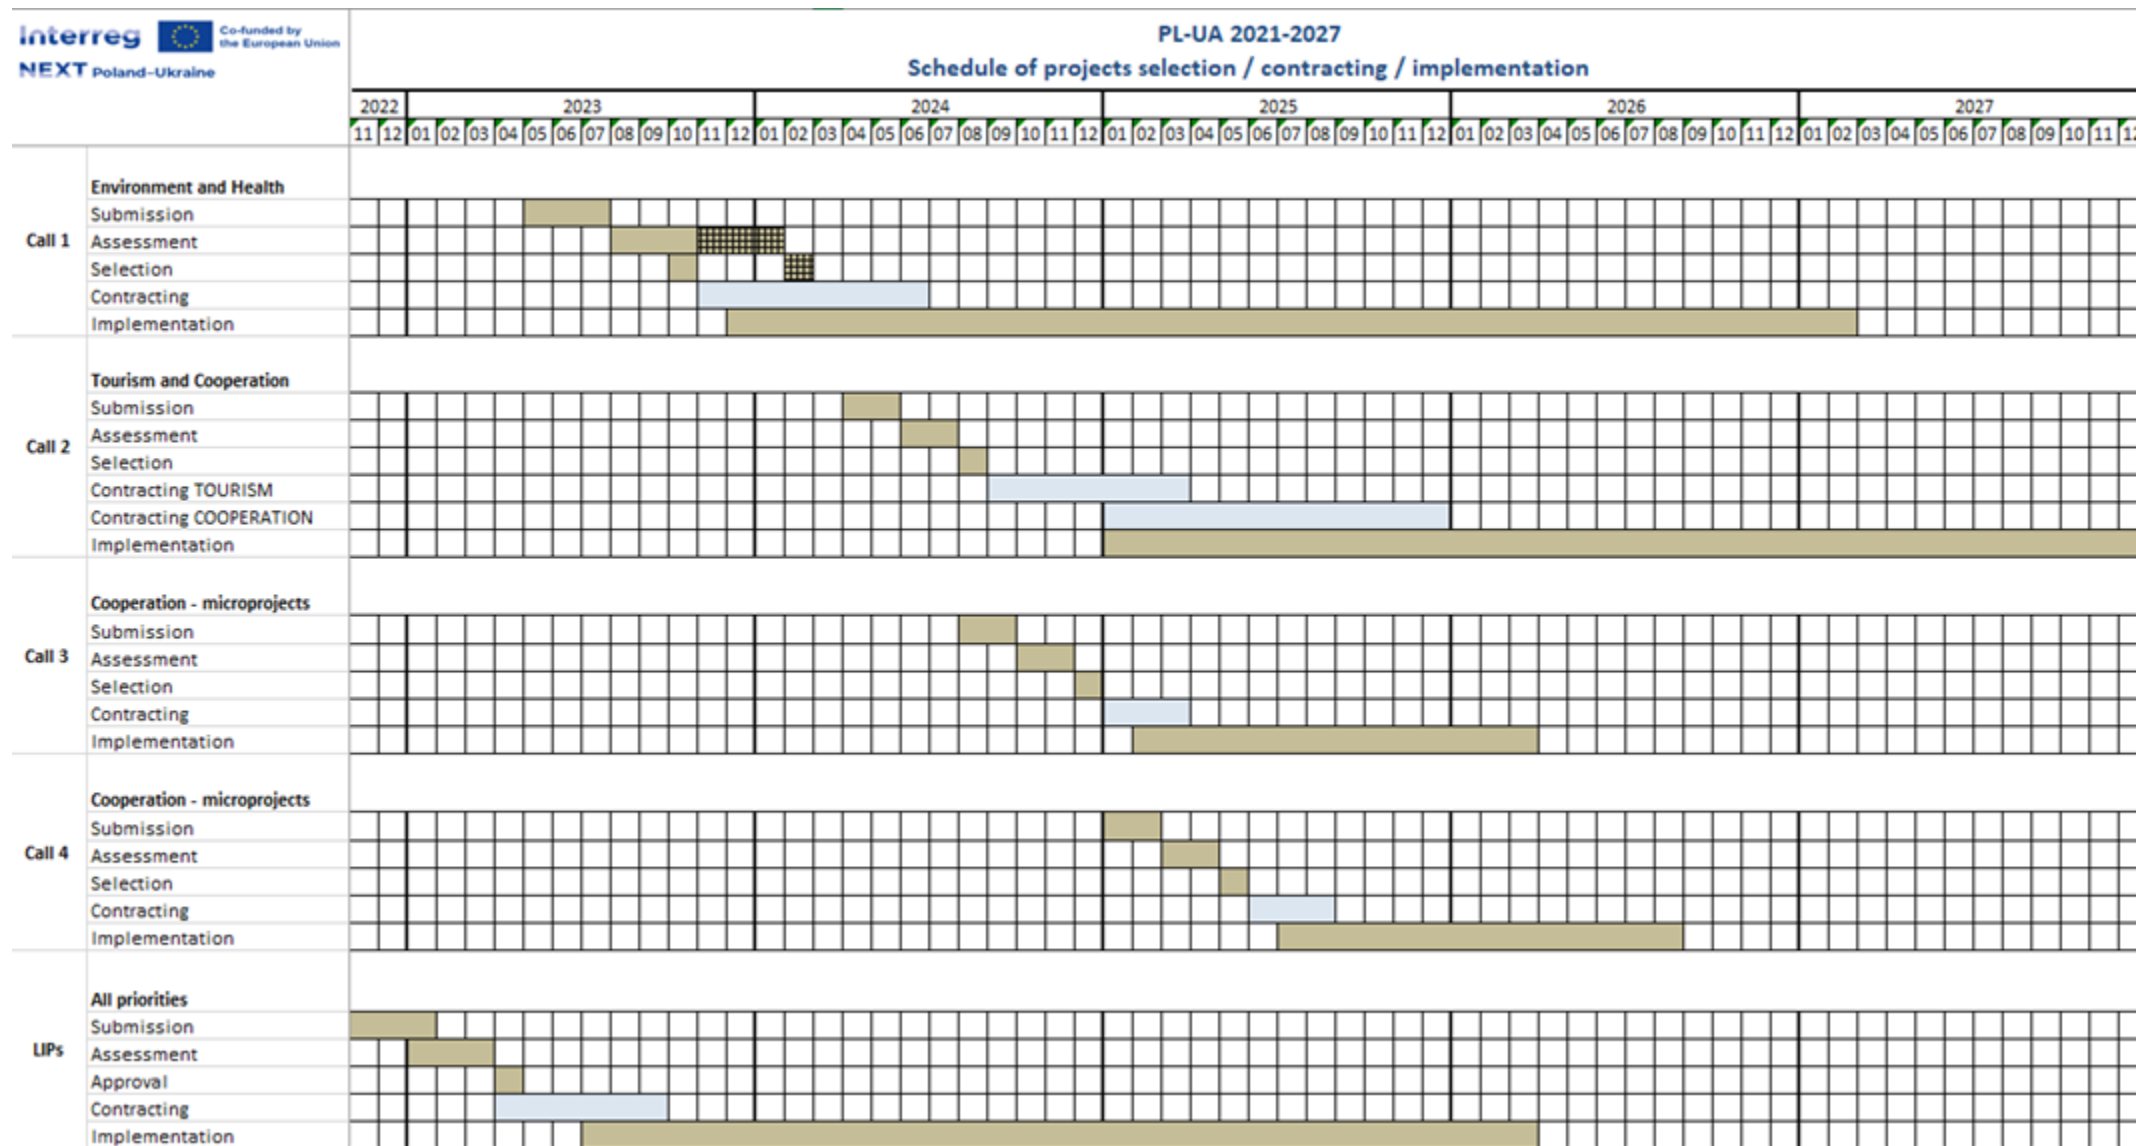 Interreg
Co-funded by
the European Union
NEXT Poland–Ukraine
PL-UA 2021-2027
Schedule of projects selection / contracting / implementation
2022 2023 2024 2025 2026 2027
11 12 01 02 03 04 05 06 07 08 09 10 11 12 01 02 03 04 05 06 07 08 09 10 11 12 01 02 03 04 05 06 07 08 09 10 11 12 01 02 03 04 05 06 07 08 09 10 11 12 01 02 03 04 05 06 07 08 09 10 11 12
Call 1
Environment and Health
Submission
Assessment
Selection
Contracting
Implementation
Call 2
Tourism and Cooperation
Submission
Assessment
Selection
Contracting TOURISM
Contracting COOPERATION
Implementation
Call 3
Cooperation - microprojects
Submission
Assessment
Selection
Contracting
Implementation
Call 4
Cooperation - microprojects
Submission
Assessment
Selection
Contracting
Implementation
LIPs
All priorities
Submission
Assessment
Approval
Contracting
Implementation